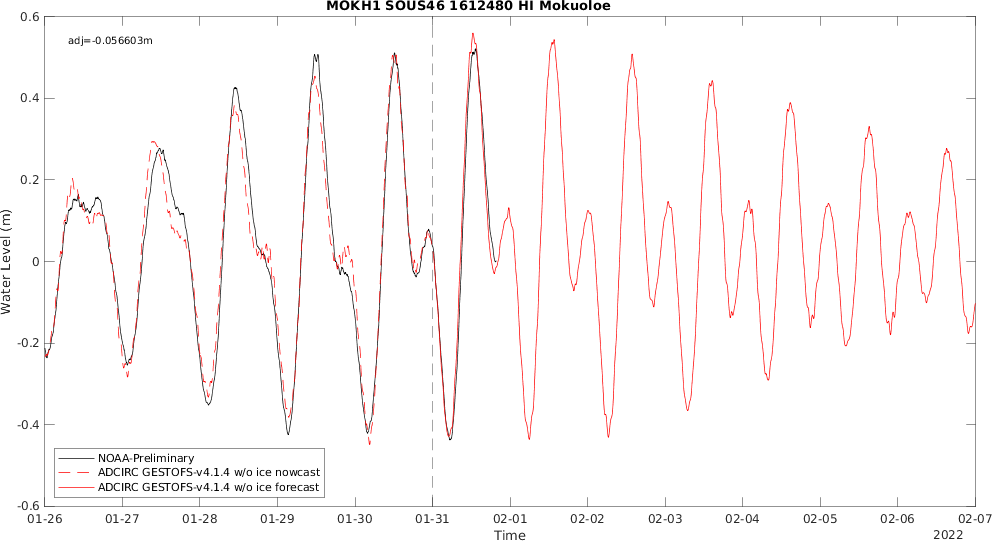 MOKH1 SOUS46 1612480 HI Mokuoloe
adj=-0.056603m
0.6
0.4
0.2
0
-0.2
-0.4
-0.6
Water Level (m)
NOAA-Preliminary
ADCIRC GESTOFS-v4.1.4 w/o ice nowcast
ADCIRC GESTOFS-v4.1.4 w/o ice forecast
01-26 01-27 01-28 01-29 01-30 01-31 02-01 02-02 02-03 02-04 02-05 02-06 02-07
Time
2022